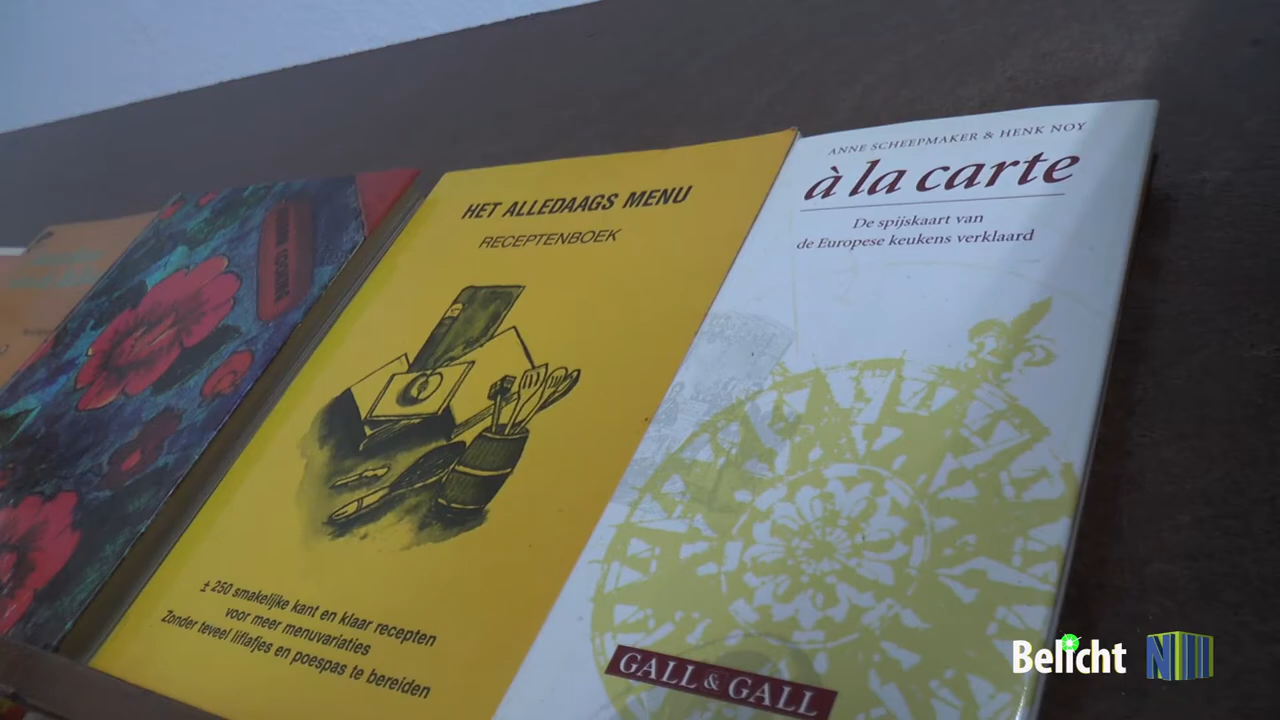 HET ALLEDAAGS MENU
RECEPTENBOEK
± 250 smakelijke kant en klaar recepten
voor meer menuvariaties
Zonder teveel liflafjes en poespas te bereiden
ANNE SCHEEPMAKER & HENK NOY
à la carte
De spijskaart van
de Europese keukens verklaard
GALL & GALL
Belicht